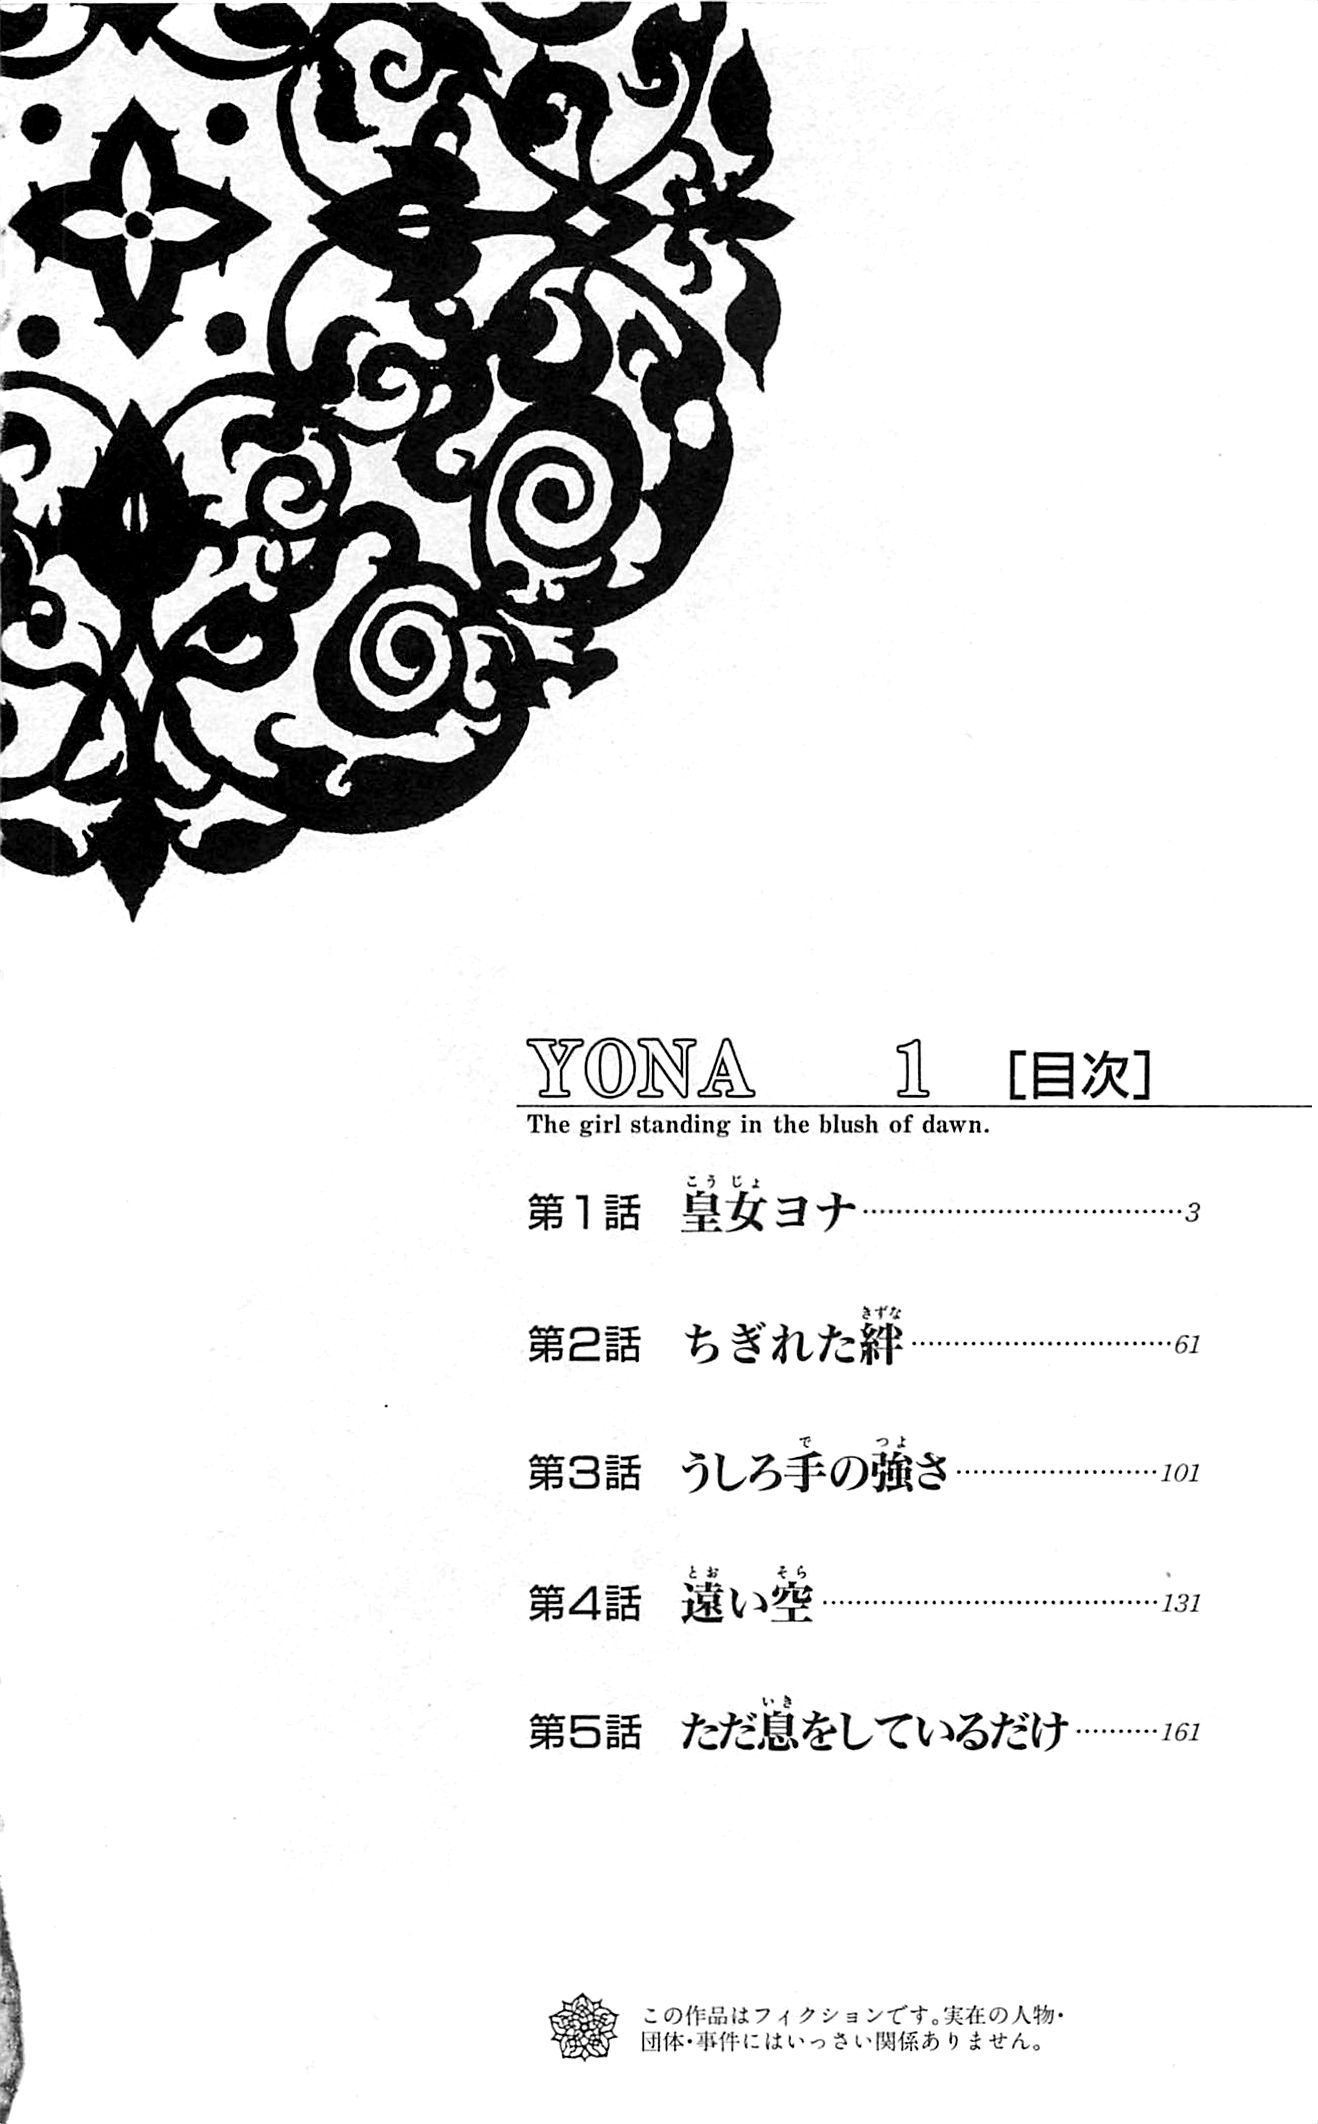 YONA 1 [目次]
The girl standing in the blush of dawn.
第1話 皇女ヨナ……………………………3
第2話 ちぎれた絆………………………61
第3話 うしろ手の強さ…………………101
第4話 遠い空……………………………131
第5話 ただ息をしているだけ………161
この作品はフィクションです。実在の人物・
団体・事件にはいっさい関係ありません。